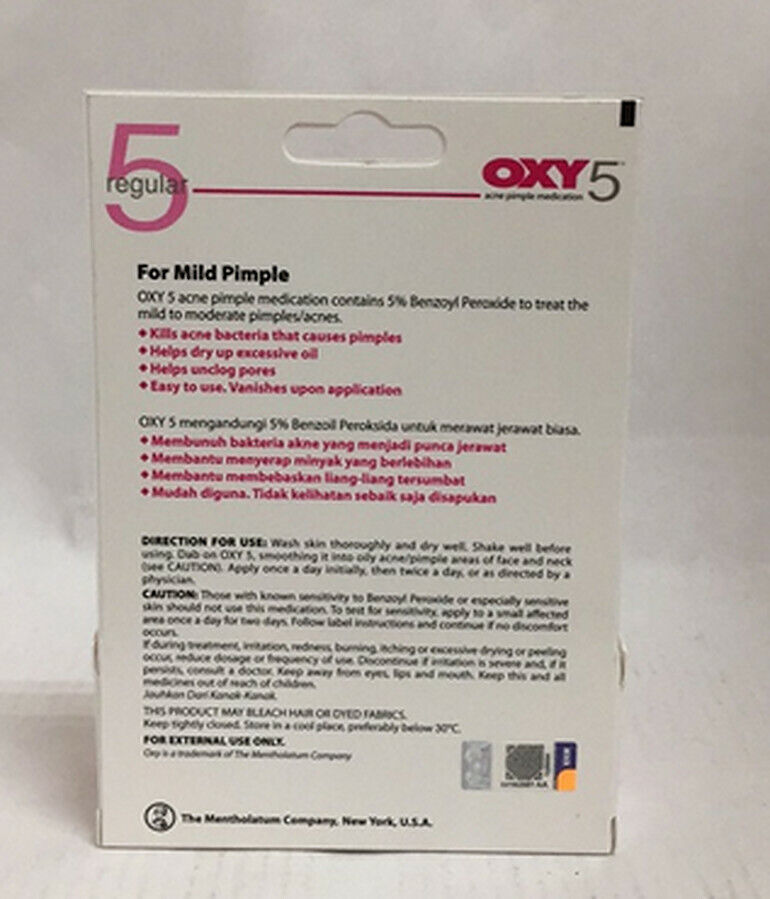 5
regular
OXY 5
acne pimple medication
For Mild Pimple
OXY 5 acne pimple medication contains 5% Benzoyl Peroxide to treat the
mild to moderate pimples/acnes.
Kills acne bacteria that causes pimples
Helps dry up excessive oil
Helps unclog pores
Easy to use. Vanishes upon application
OXY 5 mengandungi 5% Benzoil Peroksida untuk merawat jerawat biasa.
Membunuh bakteria akne yang menjadi punca jerawat
Membantu menyerap minyak yang berlebihan
Membantu membebaskan liang-liang tersumbat
Mudah diguna. Tidak kelihatan sebaik saja disapukan
DIRECTION FOR USE: Wash skin thoroughly and dry well. Shake well before
using. Dab on OXY 5, smoothing it into oily acne/pimple areas of face and neck
(see CAUTION). Apply once a day initially, then twice a day, or as directed by a
physician.
CAUTION: Those with known sensitivity to Benzoyl Peroxide or especially sensitive
skin should not use this medication. To test for sensitivity, apply to a small affected
area once a day for two days. Follow label instructions and continue if no discomfort
occurs.
If during treatment, irritation, redness, burning, itching or excessive drying or peeling
occur, reduce dosage or frequency of use. Discontinue if irritation is severe and, if it
persists, consult a doctor. Keep away from eyes, lips and mouth. Keep this and all
medicines out of reach of children.
Jauhkan Dari Kanak-Kanak.
THIS PRODUCT MAY BLEACH HAIR OR DYED FABRICS.
Keep tightly closed. Store in a cool place, preferably below 30°C.
FOR EXTERNAL USE ONLY.
Oxy is a trademark of The Mentholatum Company
The Mentholatum Company, New York, U.S.A.